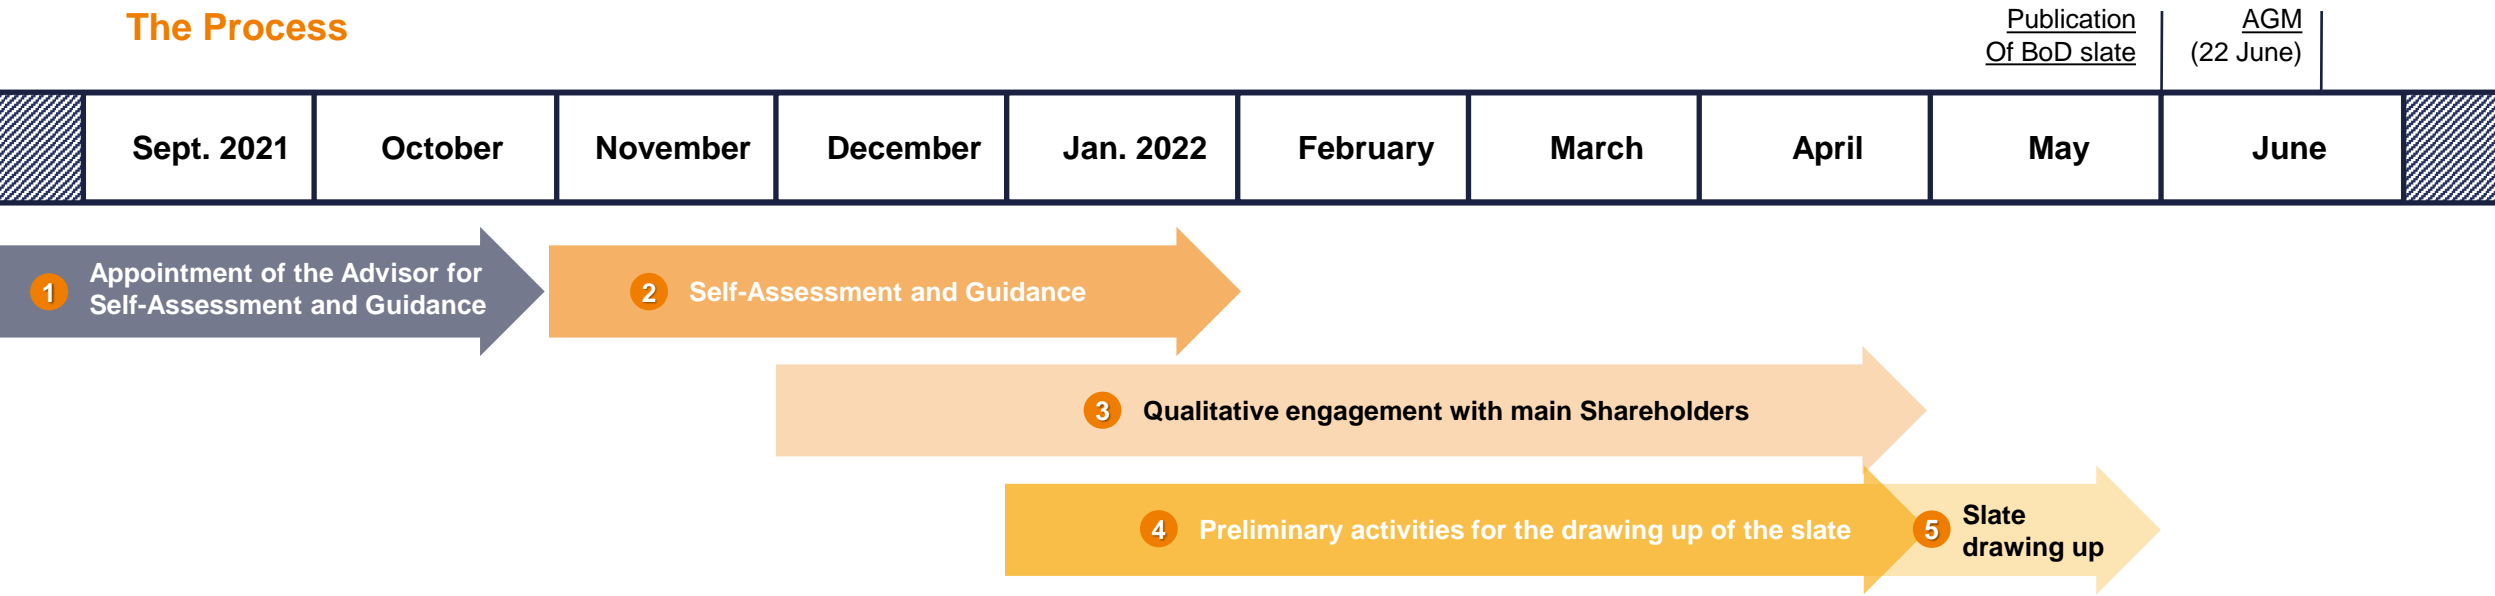 The Process
Publication
Of BoD slate
AGM
(22 June)
Sept. 2021
October
November
December
Jan. 2022
February
March
April
May
June
1
Appointment of the Advisor for
Self-Assessment and Guidance
2
Self-Assessment and Guidance
3
Qualitative engagement with main Shareholders
4
Preliminary activities for the drawing up of the slate
5
Slate
drawing up